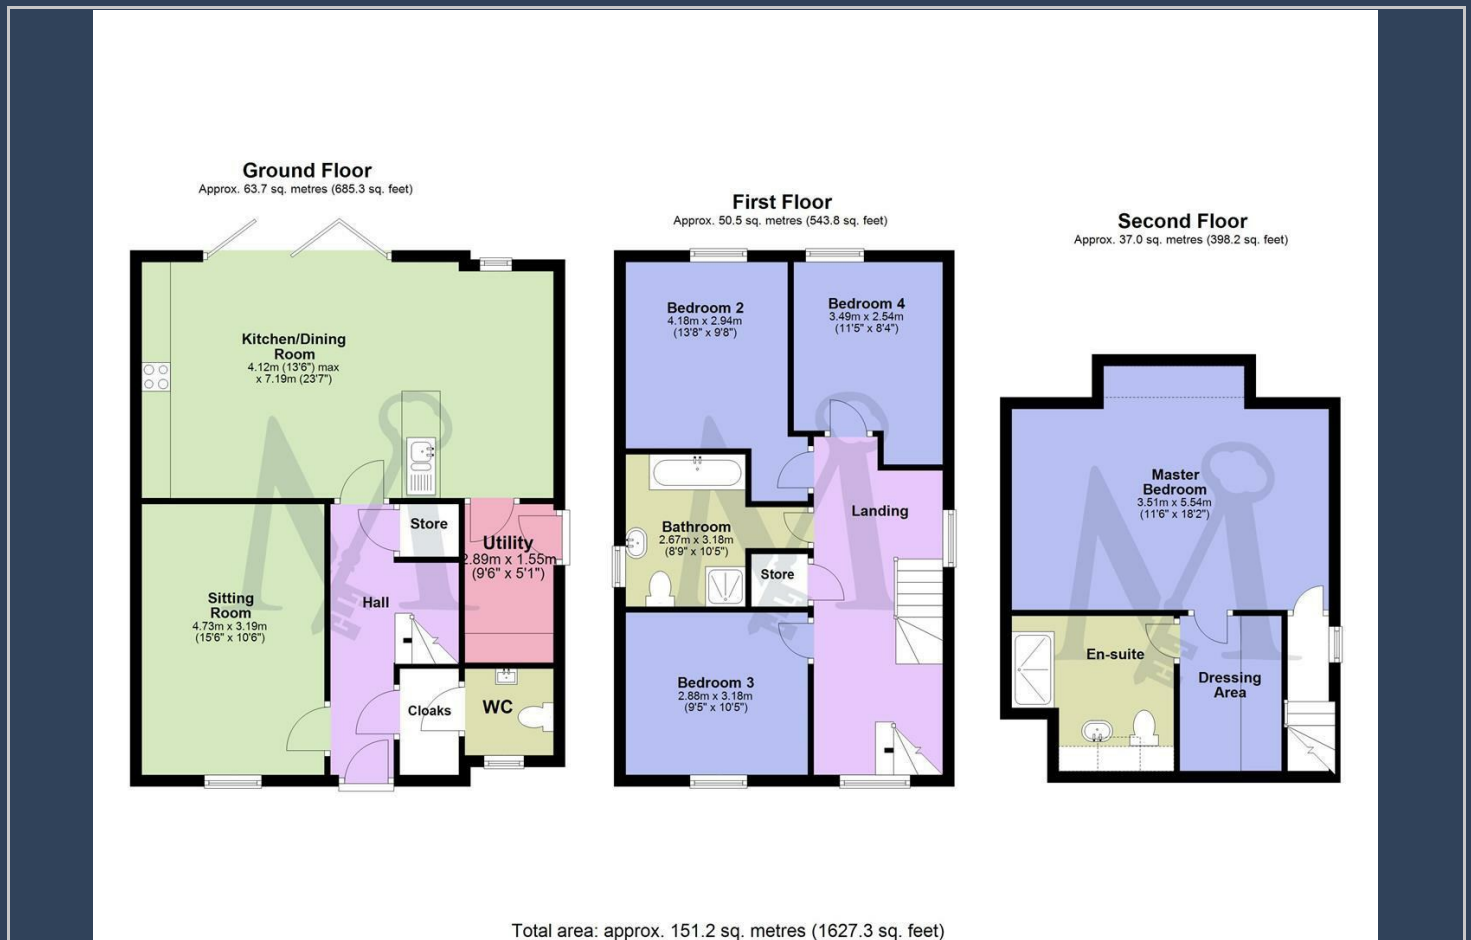 Ground Floor
Approx. 63.7 sq. metres (685.3 sq. feet)
Kitchen/Dining
Room
4.12m (13'6") max
x 7.19m (23'7")
Store
Utility
2.89m x 1.55m
(9'6" x 5'1")
Sitting
Room
4.73m x 3.19m
(15'6" x 10'6")
Hall
Cloaks
WC
First Floor
Approx. 50.5 sq. metres (543.8 sq. feet)
Bedroom 2
4.18m x 2.94m
(13'8" x 9'8")
Bedroom 4
3.49m x 2.54m
(11'5" x 8'4")
Landing
Bathroom
2.67m x 3.18m
(8'9" x 10'5")
Store
Bedroom 3
2.88m x 3.18m
(9'5" x 10'5")
Second Floor
Approx. 37.0 sq. metres (398.2 sq. feet)
Master
Bedroom
3.51m x 5.54m
(11'6" x 18'2")
En-suite
Dressing
Area
Total area: approx. 151.2 sq. metres (1627.3 sq. feet)